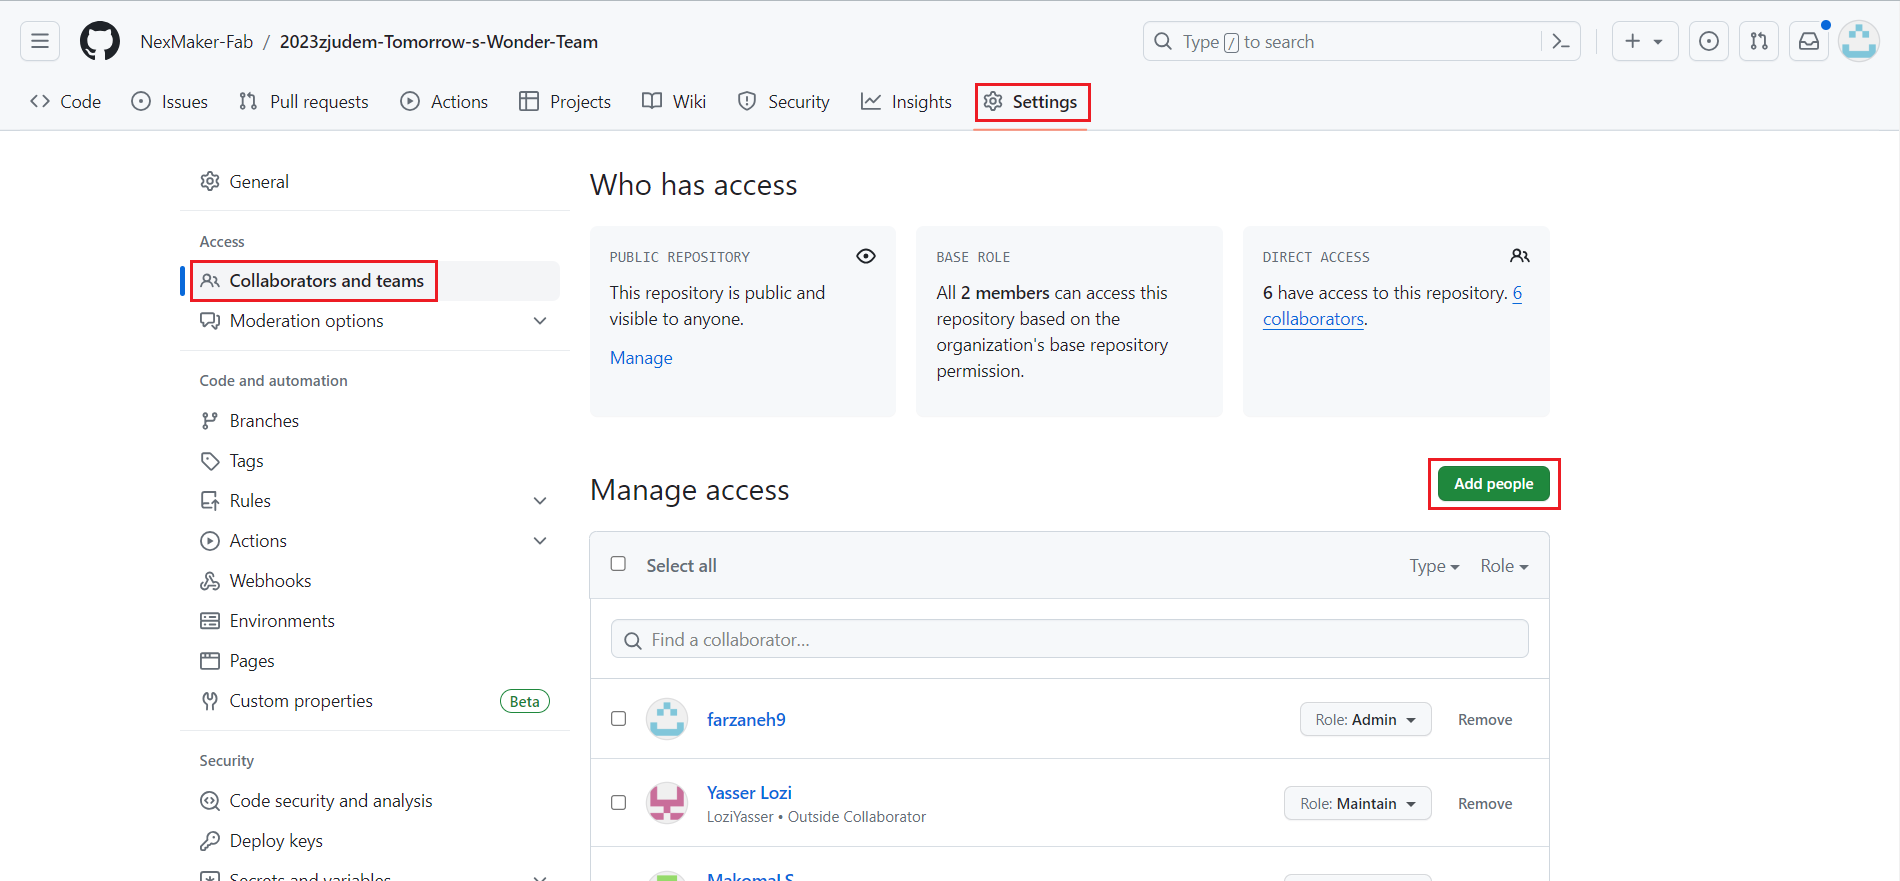 NexMaker-Fab / 2023zjudem-Tomorrow-s-Wonder-Team
Type / to search
Code
Issues
Pull requests
Actions
Projects
Wiki
Security
Insights
Settings
General
Access
Collaborators and teams
Moderation options
Code and automation
Branches
Tags
Rules
Actions
Webhooks
Environments
Pages
Custom properties
Beta
Security
Code security and analysis
Deploy keys
Secrets and variables
Who has access
PUBLIC REPOSITORY
This repository is public and
visible to anyone.
Manage
BASE ROLE
All 2 members can access this
repository based on the
organization's base repository
permission.
DIRECT ACCESS
6 have access to this repository. 6
collaborators.
Manage access
Add people
Select all
Type
Role
Find a collaborator...
farzaneh9
Role: Admin
Remove
Yasser Lozi
LoziYasser • Outside Collaborator
Role: Maintain
Remove
Makomal S